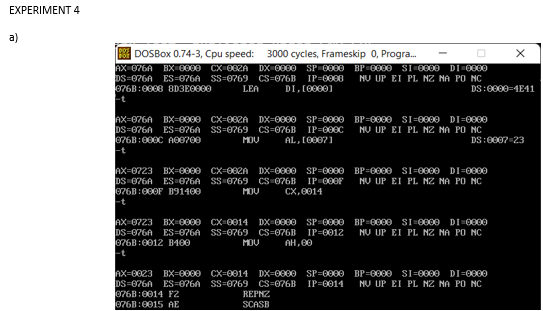 EXPERIMENT 4
a)
DOSBox 0.74-3, Cpu speed: 3000 cycles, Frameskip 0, Progra...
AX=076A BX=0000 CX=002A DX=0000 SP=0000 BP=0000 SI=0000 DI=0000
DS=076A ES=076A SS=0769 CS=076B IP=0008 NV UP EI PL NZ NA PO NC
076B:0008 8D3E0000 LEA DI,[0000] DS:0000=4E41
-t
AX=076A BX=0000 CX=002A DX=0000 SP=0000 BP=0000 SI=0000 DI=0000
DS=076A ES=076A SS=0769 CS=076B IP=000C NV UP EI PL NZ NA PO NC
076B:000C A00700 MOV AL,[0007] DS:0007=23
-t
AX=0723 BX=0000 CX=002A DX=0000 SP=0000 BP=0000 SI=0000 DI=0000
DS=076A ES=076A SS=0769 CS=076B IP=000F NV UP EI PL NZ NA PO NC
076B:000F B91400 MOV CX,0014
-t
AX=0723 BX=0000 CX=0014 DX=0000 SP=0000 BP=0000 SI=0000 DI=0000
DS=076A ES=076A SS=0769 CS=076B IP=0012 NV UP EI PL NZ NA PO NC
076B:0012 B400 MOV AH,00
-t
AX=0023 BX=0000 CX=0014 DX=0000 SP=0000 BP=0000 SI=0000 DI=0000
DS=076A ES=076A SS=0769 CS=076B IP=0014 NV UP EI PL NZ NA PO NC
076B:0014 F2 REPNZ
076B:0015 AE SCASB